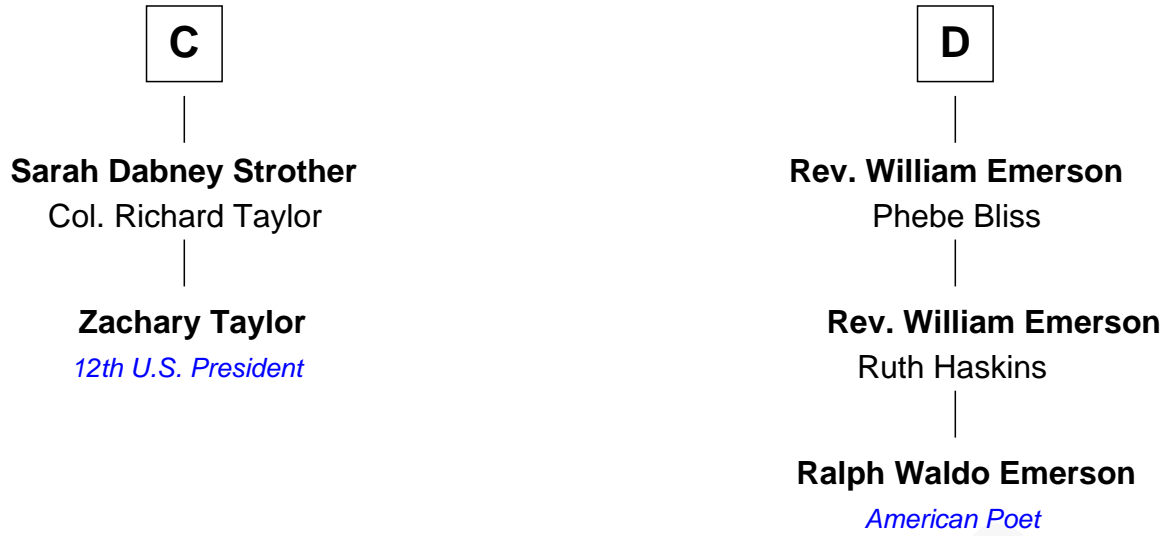 C
Sarah Dabney Strother
Col. Richard Taylor
Zachary Taylor
12th U.S. President
D
Rev. William Emerson
Phebe Bliss
Rev. William Emerson
Ruth Haskins
Ralph Waldo Emerson
American Poet